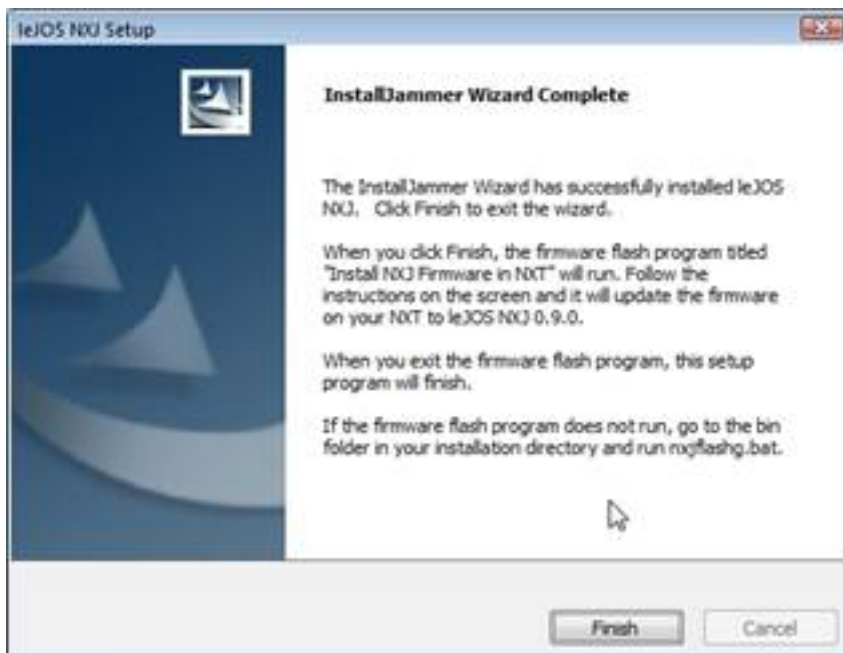 leJOS NXJ Setup
InstallJammer Wizard Complete
The InstallJammer Wizard has successfully installed leJOS
NXJ. Click Finish to exit the wizard.
When you click Finish, the firmware flash program titled
"Install NXJ Firmware in NXT" will run. Follow the
instructions on the screen and it will update the firmware
on your NXT to leJOS NXJ 0.9.0.
When you exit the firmware flash program, this setup
program will finish.
If the firmware flash program does not run, go to the bin
folder in your installation directory and run nxjflashg.bat.
Finish
Cancel